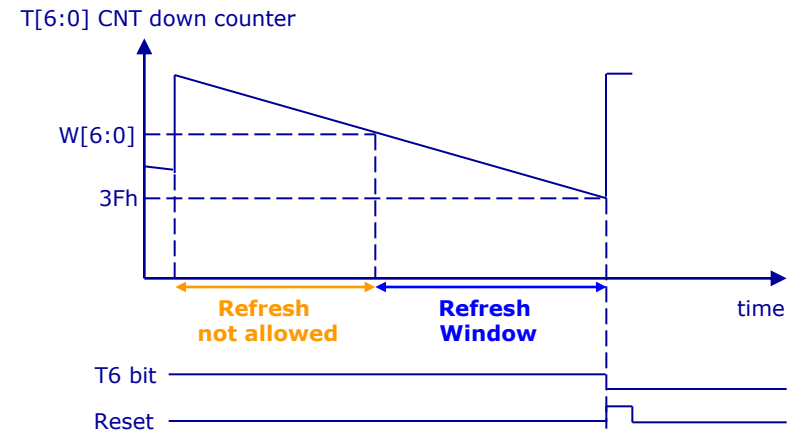 T[6:0] CNT down counter
W[6:0]
3Fh
Refresh
not allowed
Refresh
Window
time
T6 bit
Reset